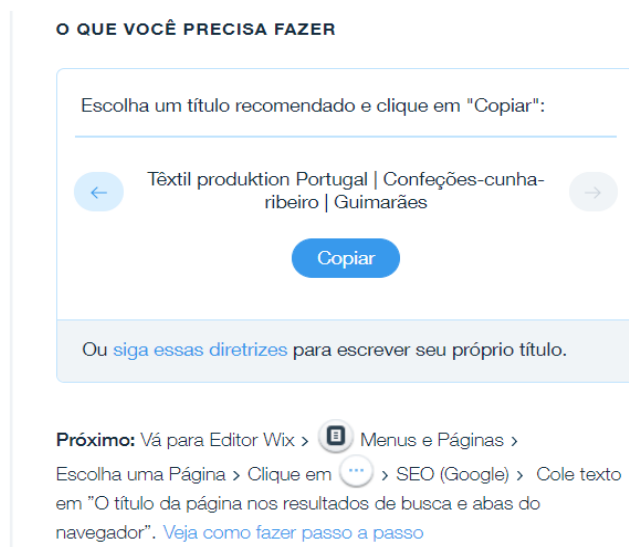 O QUE VOCÊ PRECISA FAZER
Escolha um título recomendado e clique em "Copiar":
Têxtil produktion Portugal | Confeções-cunha-
ribeiro | Guimarães
Copiar
Ou siga essas diretrizes para escrever seu próprio título.
Próximo: Vá para Editor Wix > Menus e Páginas >
Escolha uma Página > Clique em ··· > SEO (Google) > Cole texto
em ”O título da página nos resultados de busca e abas do
navegador”. Veja como fazer passo a passo